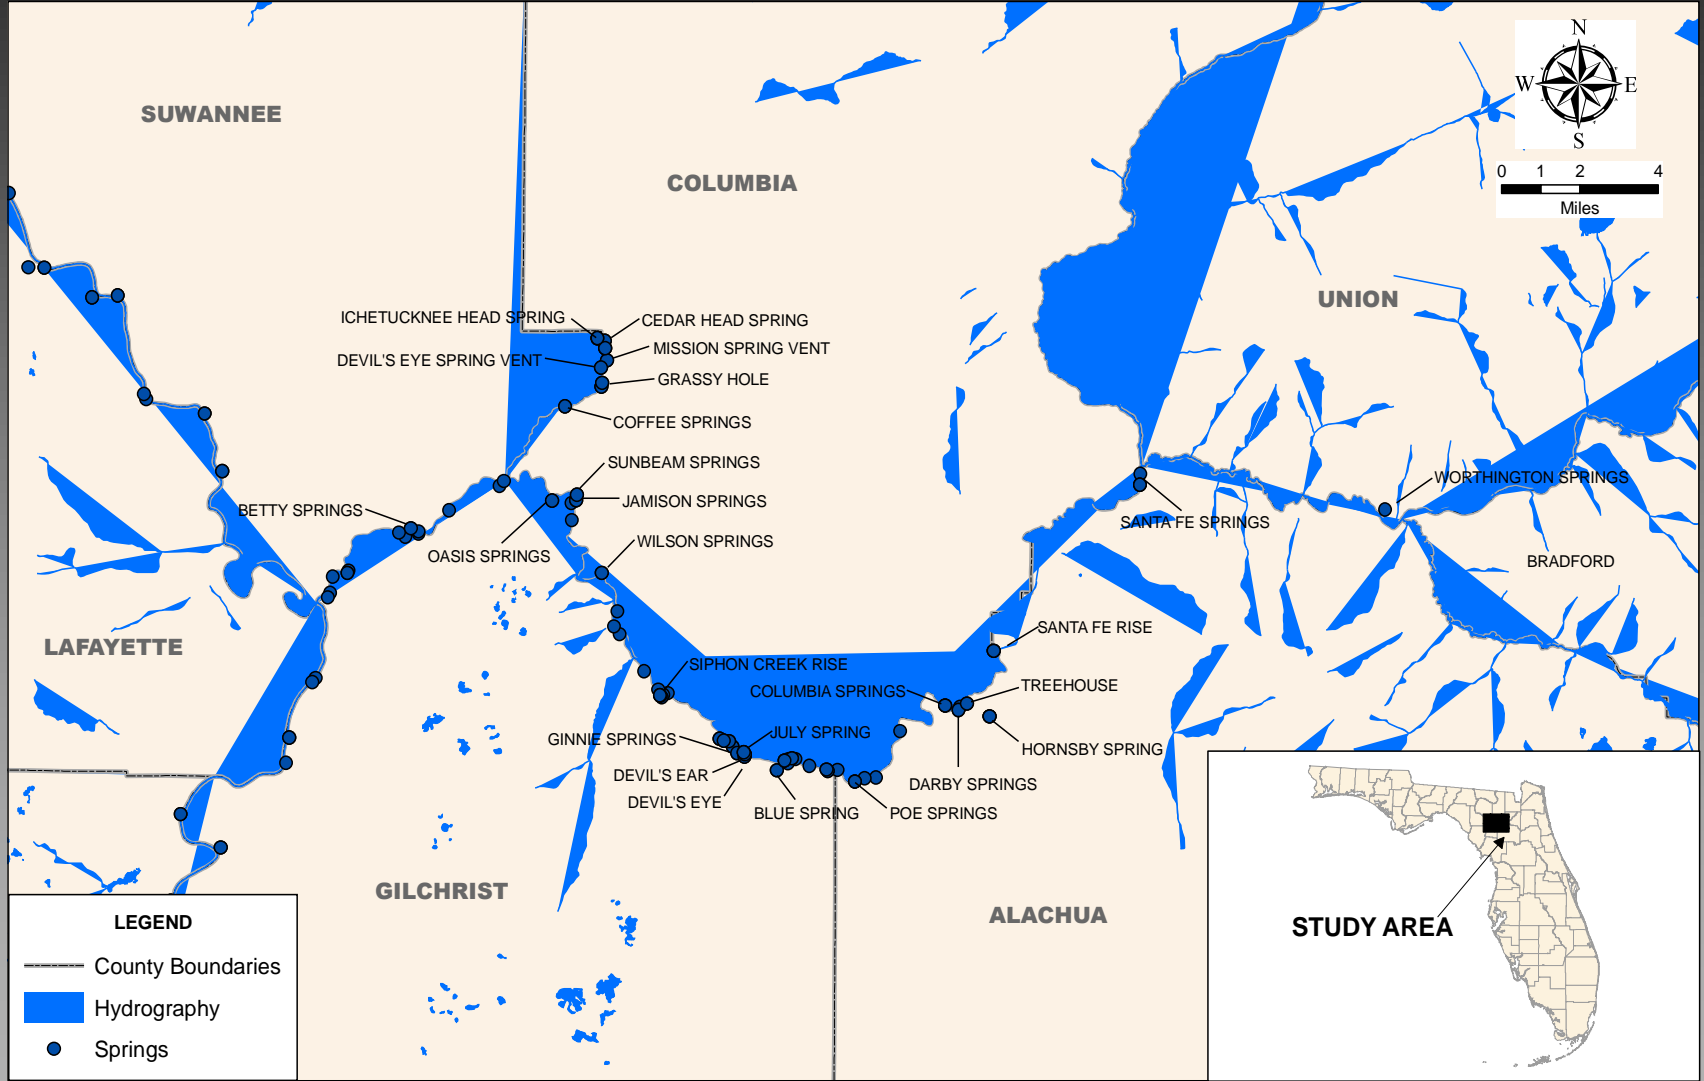 N
W E
S
0 1 2 4
Miles
SUWANNEE
COLUMBIA
UNION
ICHETUCKNEE HEAD SPRING
CEDAR HEAD SPRING
MISSION SPRING VENT
DEVIL'S EYE SPRING VENT
GRASSY HOLE
COFFEE SPRINGS
SUNBEAM SPRINGS
JAMISON SPRINGS
BETTY SPRINGS
OASIS SPRINGS
WILSON SPRINGS
WORTHINGTON SPRINGS
SANTA FE SPRINGS
BRADFORD
LAFAYETTE
SANTA FE RISE
SIPHON CREEK RISE
COLUMBIA SPRINGS
TREEHOUSE
JULY SPRING
GINNIE SPRINGS
HORNSBY SPRING
DEVIL'S EAR
DARBY SPRINGS
DEVIL'S EYE
BLUE SPRING
POE SPRINGS
GILCHRIST
ALACHUA
STUDY AREA
LEGEND
County Boundaries
Hydrography
Springs